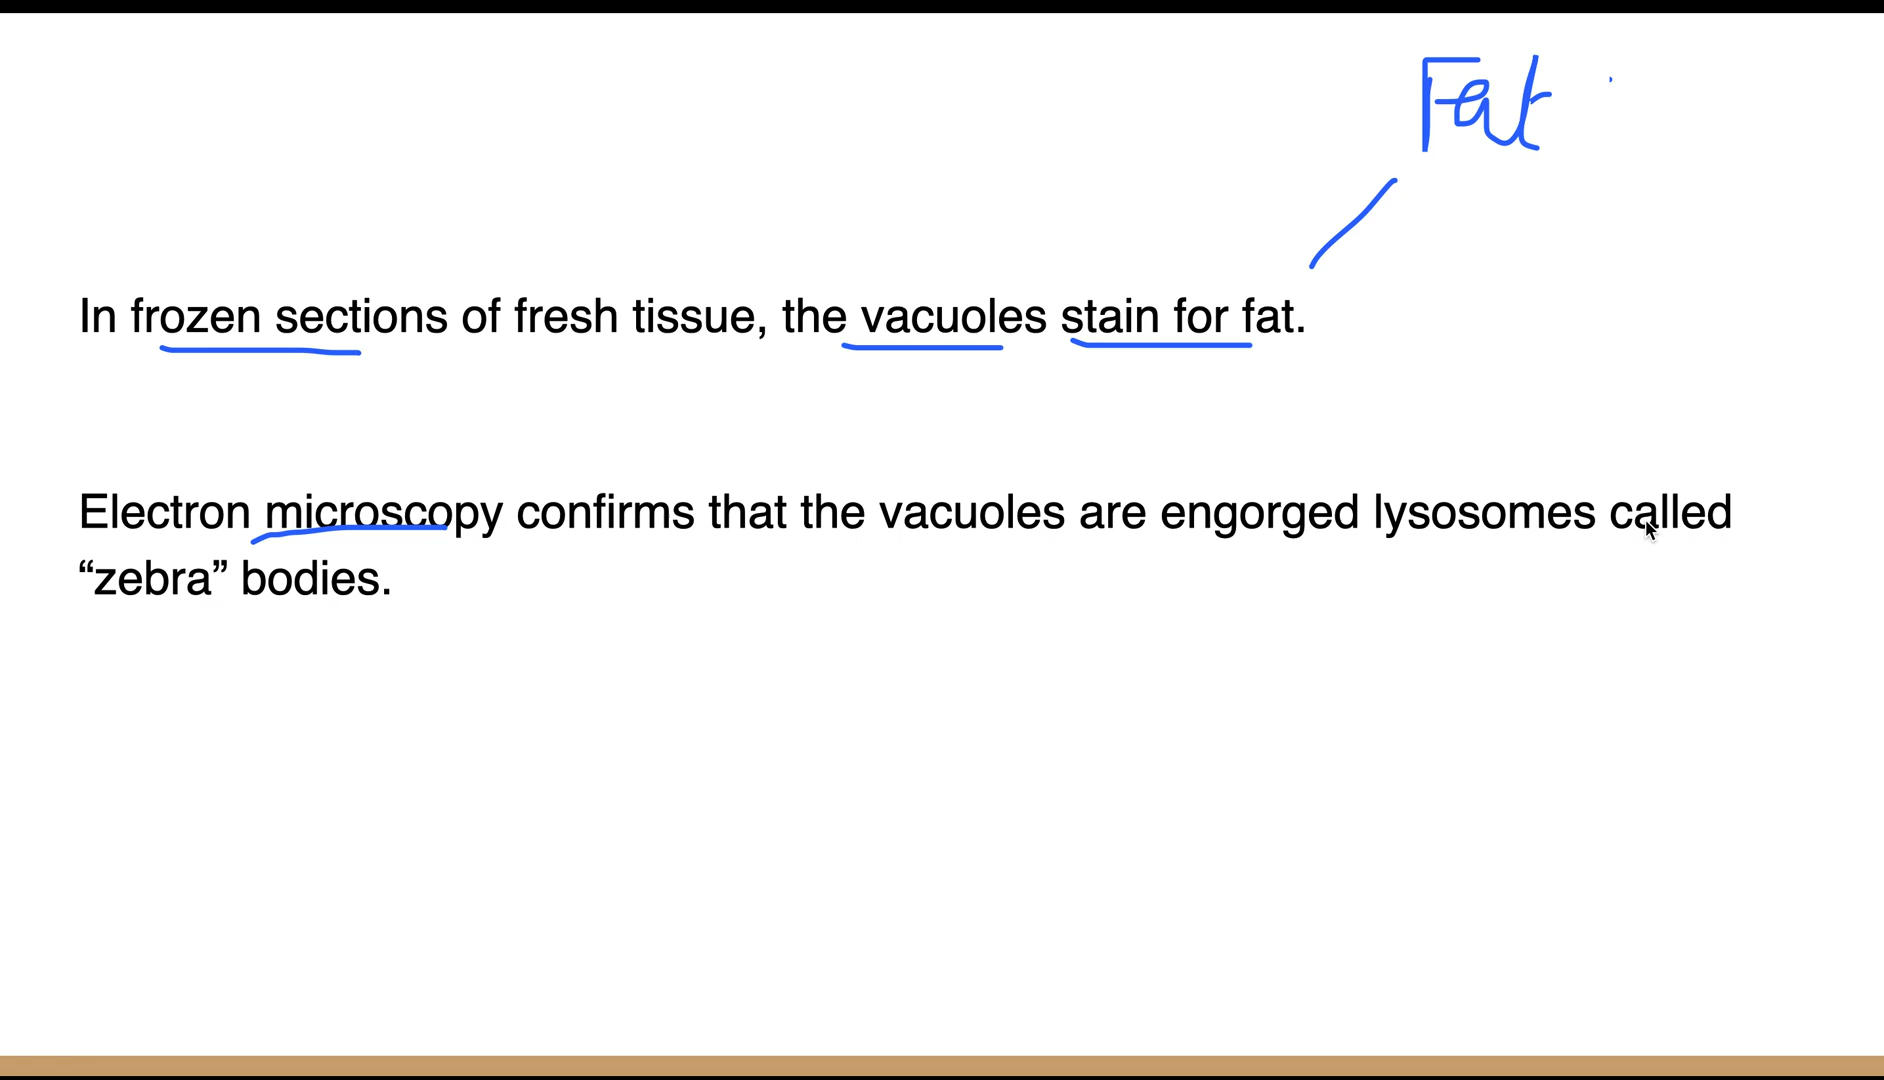 Fat
In frozen sections of fresh tissue, the vacuoles stain for fat.
Electron microscopy confirms that the vacuoles are engorged lysosomes called
“zebra” bodies.